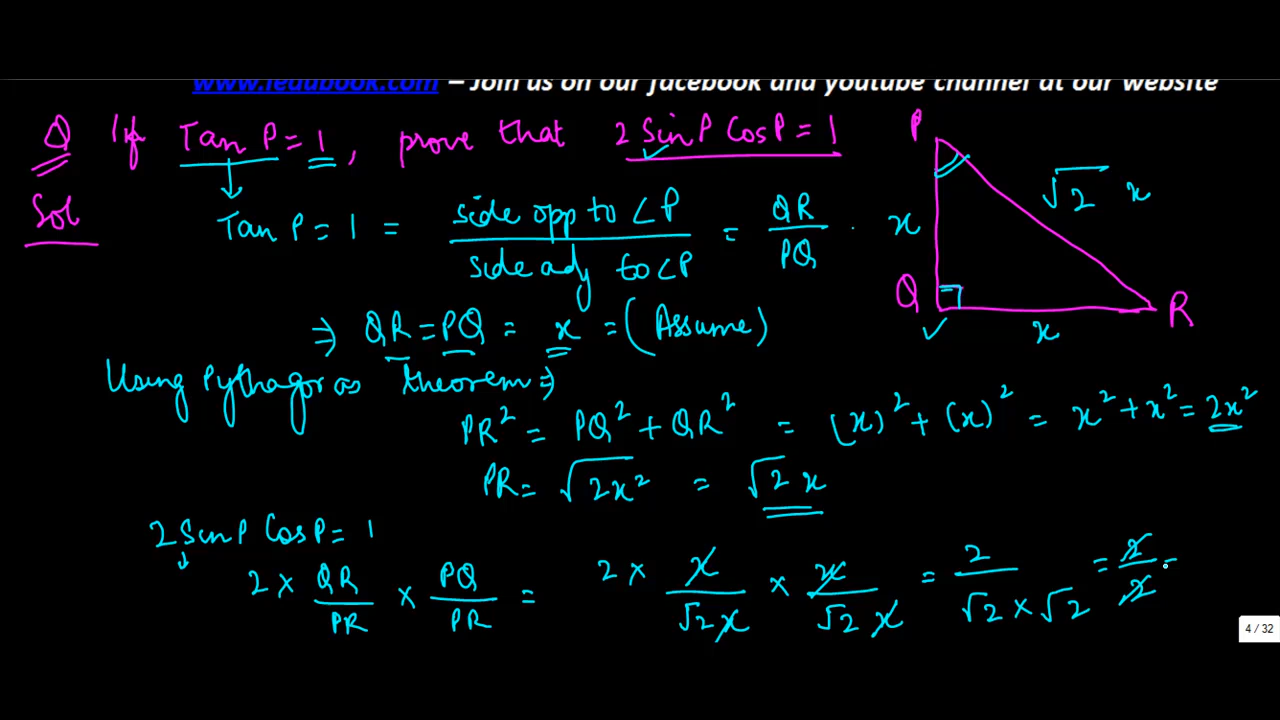 www.ledubook.com – Join us on our facebook and youtube channel at our website
Q If Tan P = 1, prove that 2 Sin P Cos P = 1
Sol
Tan P = 1 = side opp to ∠P / side adj to ∠P = QR / PQ .
⇒ QR = PQ = x = (Assume)
Using Pythagoras theorem ⇒
PR² = PQ² + QR² = (x)² + (x)² = x² + x² = 2x²
PR = √2x² = √2 x
2 Sin P Cos P = 1
2 × QR / PR × PQ / PR = 2 × x / √2 x × x / √2 x = 2 / √2 × √2 = 2 / 2 =
P
√2 x
x
Q
R
x
4 / 32